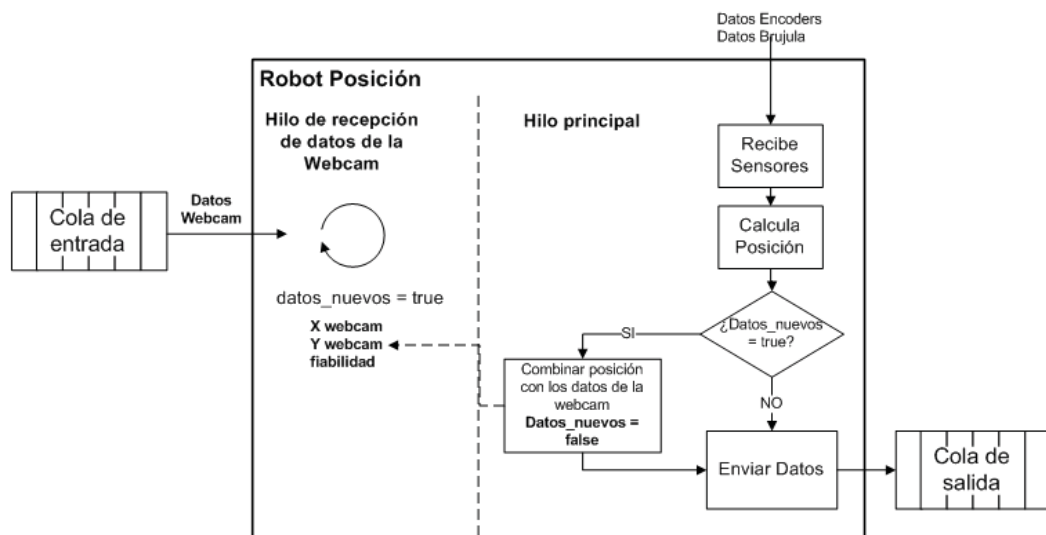 Datos Encoders
Datos Brujula
Robot Posición
Hilo de recepción
de datos de la
Webcam
Hilo principal
Recibe
Sensores
Datos
Webcam
Cola de
entrada
Calcula
Posición
datos_nuevos = true
X webcam
Y webcam
fiabilidad
¿Datos_nuevos
= true?
SI
Combinar posición
con los datos de la
webcam
Datos_nuevos =
false
NO
Enviar Datos
Cola de
salida